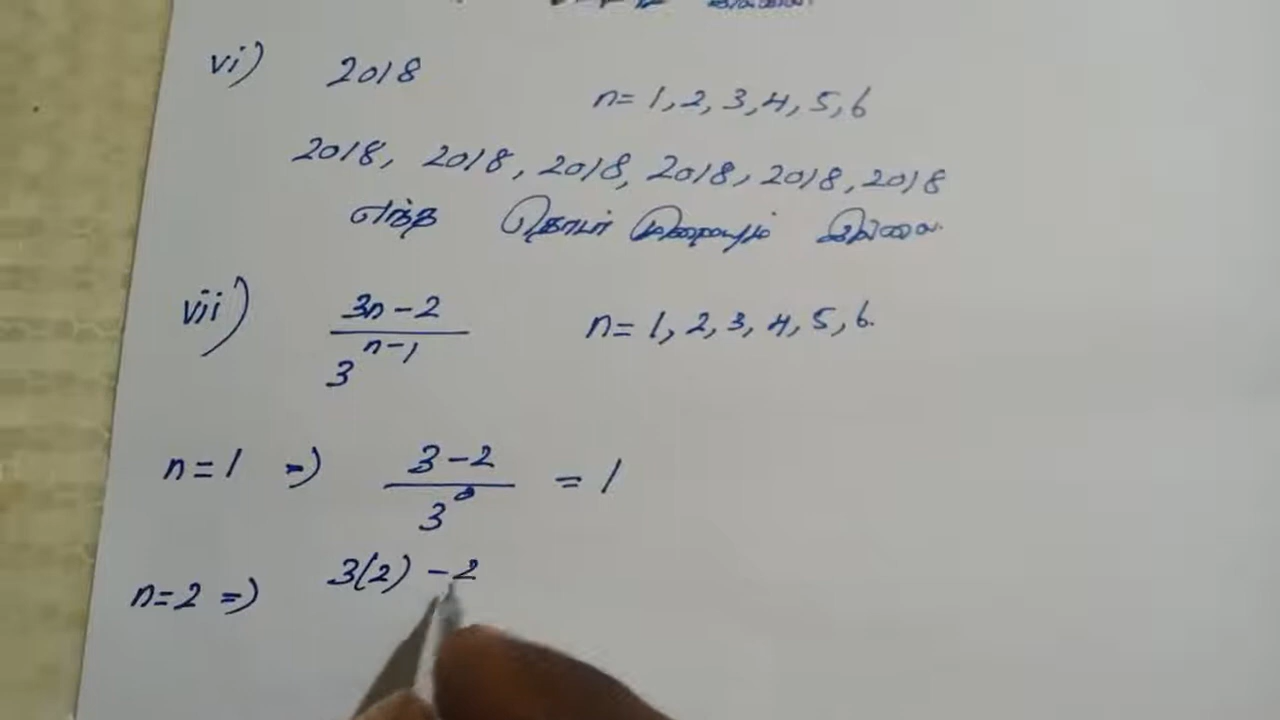 vi) 2018
n = 1, 2, 3, 4, 5, 6
2018, 2018, 2018, 2018, 2018, 2018
எந்த தொடர் முறையும் இல்லை.
vii) 3n-2 / 3^(n-1) n = 1, 2, 3, 4, 5, 6.
n=1 => 3-2 / 3^0 = 1
n=2 => 3(2) - 2